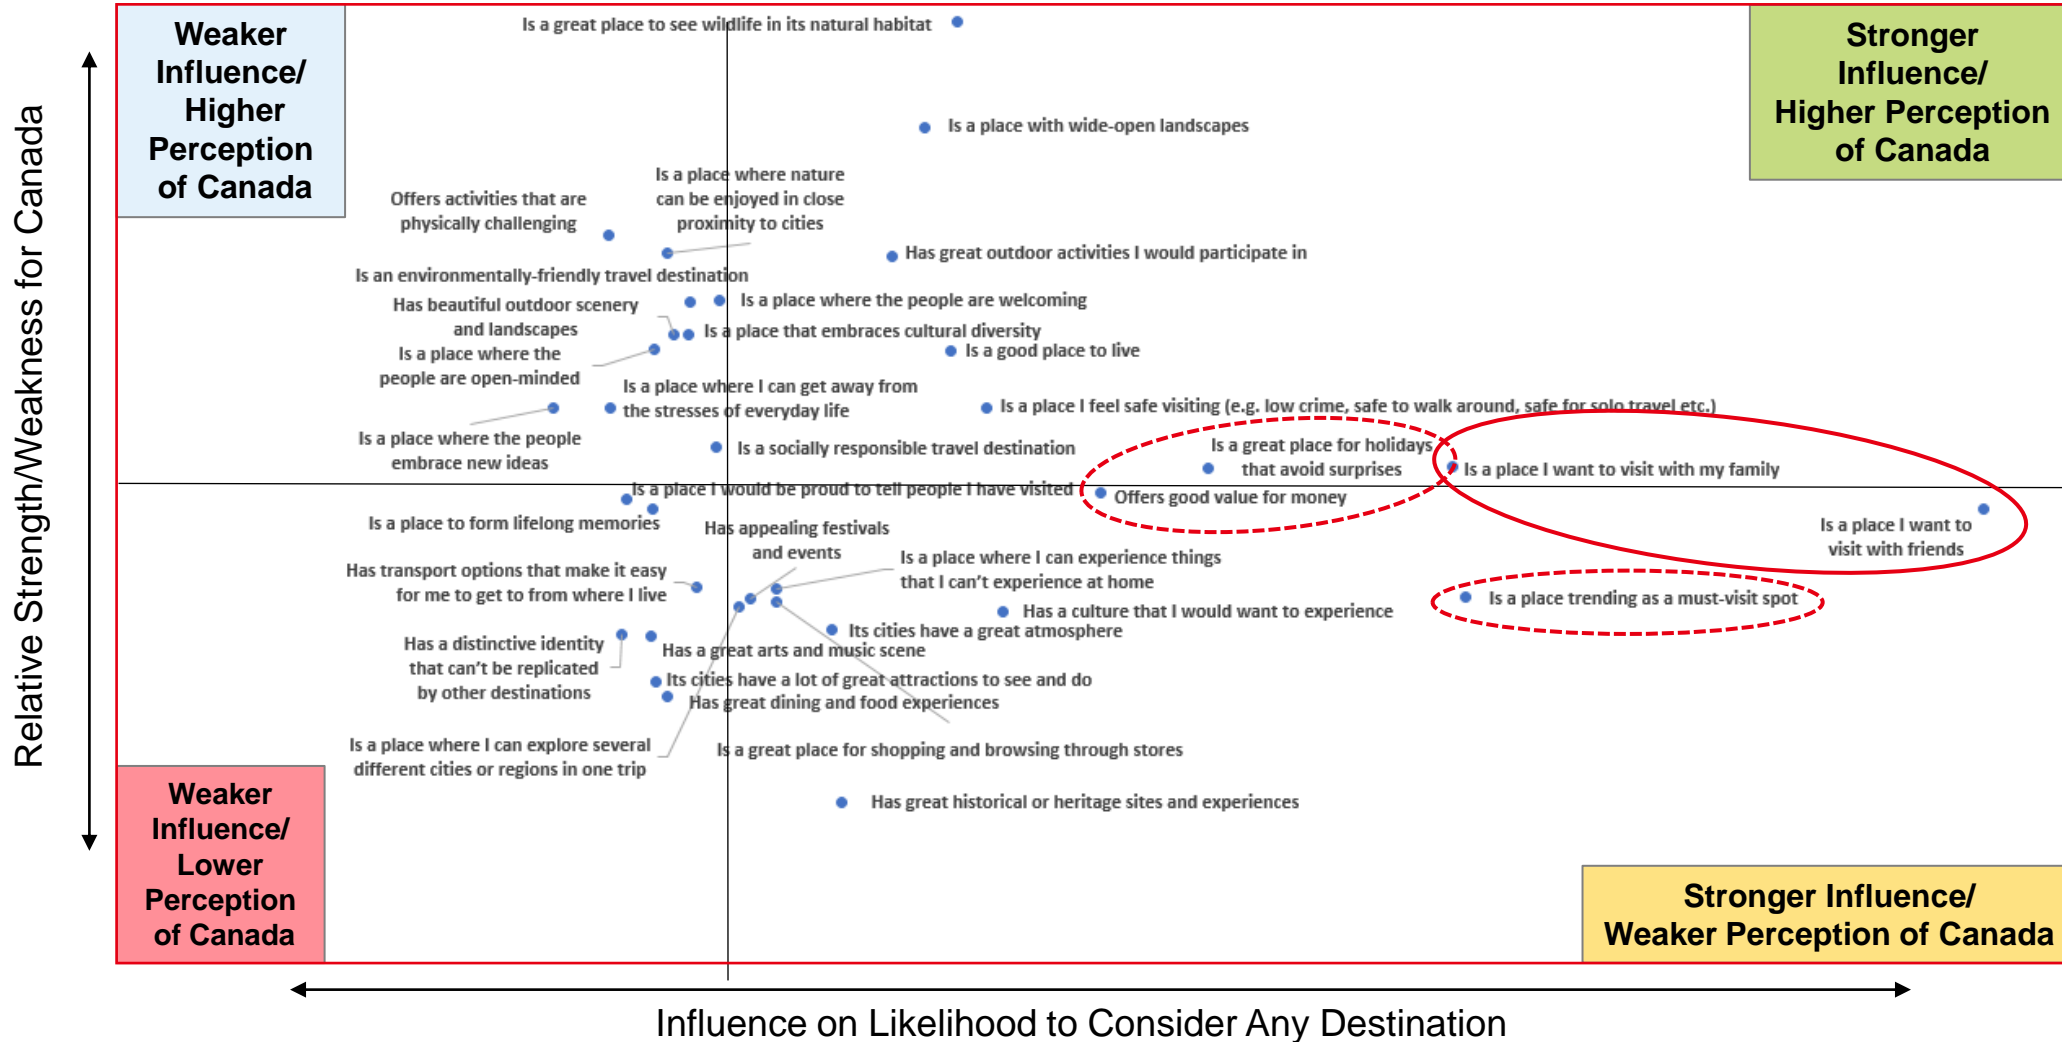 Weaker
Influence/
Higher
Perception
of Canada
Stronger
Influence/
Higher Perception
of Canada
Relative Strength/Weakness for Canada
Is a great place to see wildlife in its natural habitat
Is a place with wide-open landscapes
Is a place where nature
can be enjoyed in close
proximity to cities
Offers activities that are
physically challenging
Has great outdoor activities I would participate in
Is an environmentally-friendly travel destination
Has beautiful outdoor scenery
and landscapes
Is a place where the people are welcoming
Is a place that embraces cultural diversity
Is a place where the
people are open-minded
Is a good place to live
Is a place where I can get away from
the stresses of everyday life
Is a place I feel safe visiting (e.g. low crime, safe to walk around, safe for solo travel etc.)
Is a place where the people
embrace new ideas
Is a socially responsible travel destination
Is a great place for holidays
that avoid surprises
Is a place I want to visit with my family
Is a place I would be proud to tell people I have visited
Offers good value for money
Is a place to form lifelong memories
Has appealing festivals
and events
Is a place I want to
visit with friends
Is a place where I can experience things
that I can't experience at home
Has transport options that make it easy
for me to get to from where I live
Is a place trending as a must-visit spot
Has a culture that I would want to experience
Its cities have a great atmosphere
Has a distinctive identity
that can't be replicated
by other destinations
Has a great arts and music scene
Its cities have a lot of great attractions to see and do
Has great dining and food experiences
Is a place where I can explore several
different cities or regions in one trip
Is a great place for shopping and browsing through stores
Has great historical or heritage sites and experiences
Weaker
Influence/
Lower
Perception
of Canada
Stronger Influence/
Weaker Perception of Canada
Influence on Likelihood to Consider Any Destination